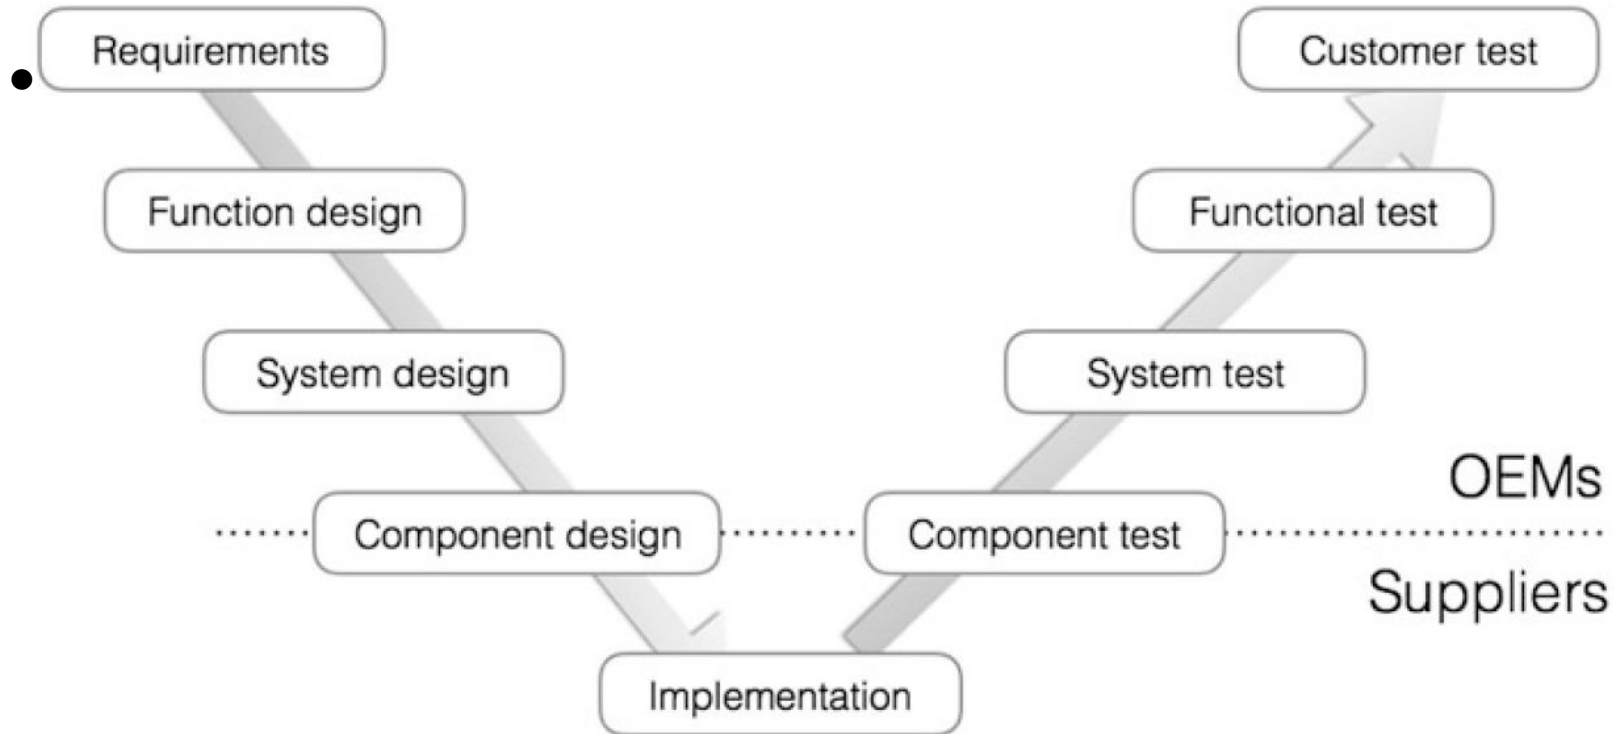 Requirements
Customer test
Function design
Functional test
System design
System test
OEMs
Component design
Component test
Suppliers
Implementation